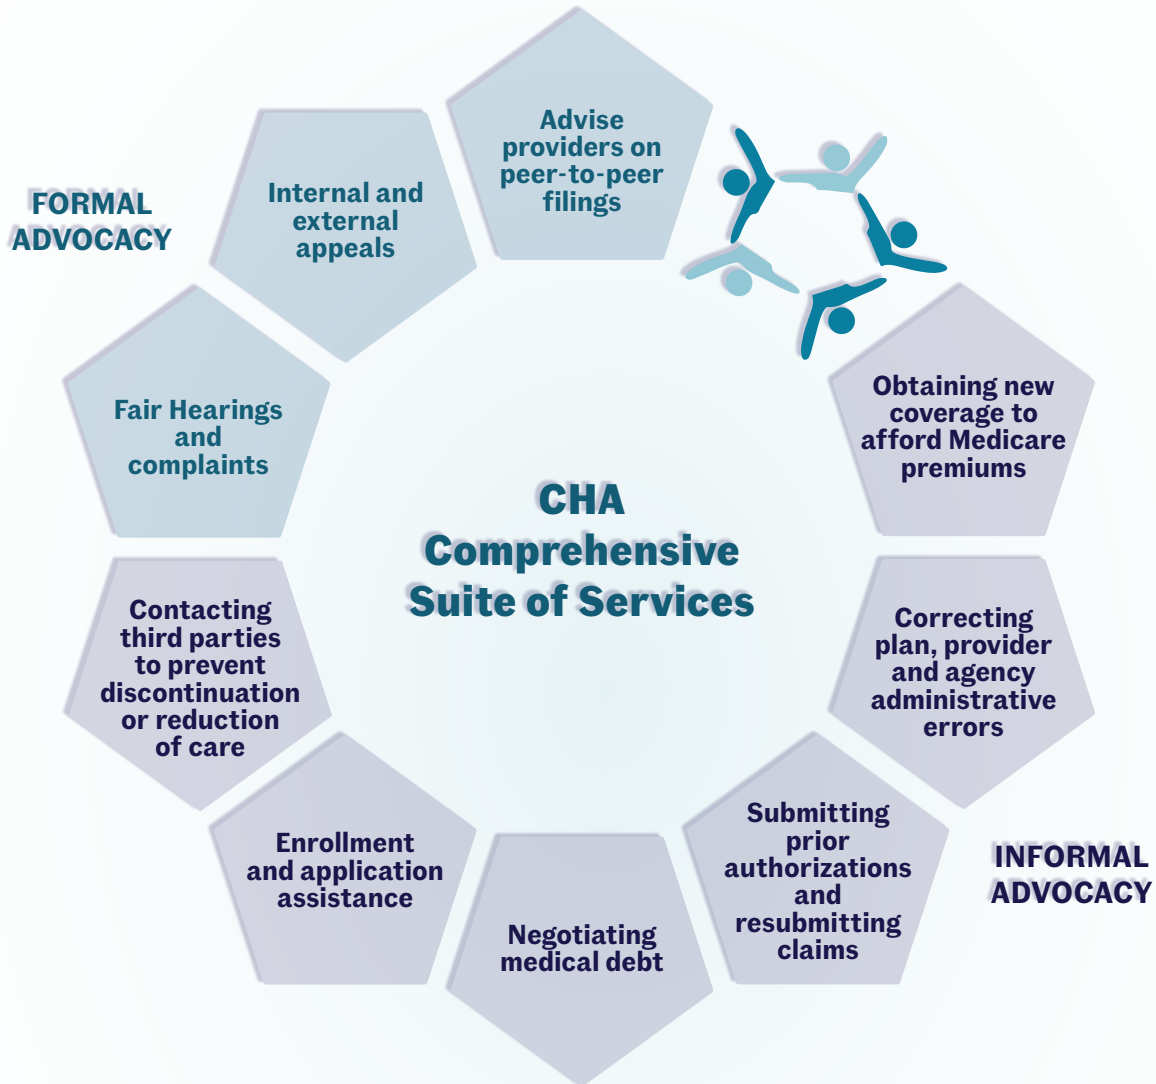 Advise
providers on
peer-to-peer
filings
Internal and
external
appeals
FORMAL
ADVOCACY
Fair Hearings
and
complaints
Obtaining new
coverage to
afford Medicare
premiums
CHA
Comprehensive
Suite of Services
Contacting
third parties
to prevent
discontinuation
or reduction
of care
Correcting
plan, provider
and agency
administrative
errors
Enrollment
and application
assistance
Negotiating
medical debt
Submitting
prior
authorizations
and
resubmitting
claims
INFORMAL
ADVOCACY